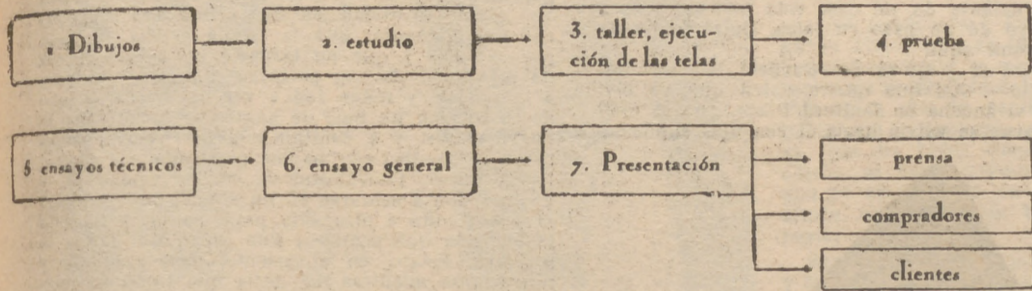 1. Dibujos
2. estudio
3. taller, ejecu-
ción de las telas
4. prueba
5. ensayos técnicos
6. ensayo general
7. Presentación
prensa
compradores
clientes